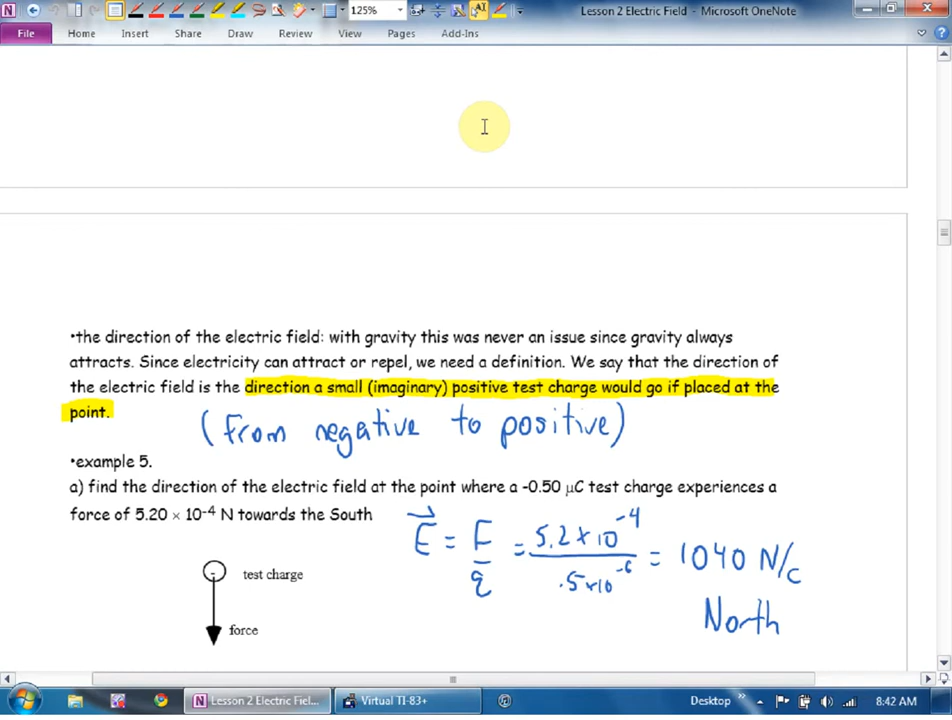 125%
Lesson 2 Electric Field - Microsoft OneNote
File Home Insert Share Draw Review View Pages Add-Ins
•the direction of the electric field: with gravity this was never an issue since gravity always
attracts. Since electricity can attract or repel, we need a definition. We say that the direction of
the electric field is the direction a small (imaginary) positive test charge would go if placed at the
point.
(from negative to positive)
•example 5.
a) find the direction of the electric field at the point where a -0.50 μC test charge experiences a
force of 5.20 × 10⁻⁴ N towards the South
E⃗ = F/q = 5.2×10⁻⁴/.5×10⁻⁶ = 1040 N/C
North
- test charge
force
Lesson 2 Electric Fiel... Virtual TI-83+ Desktop » 8:42 AM